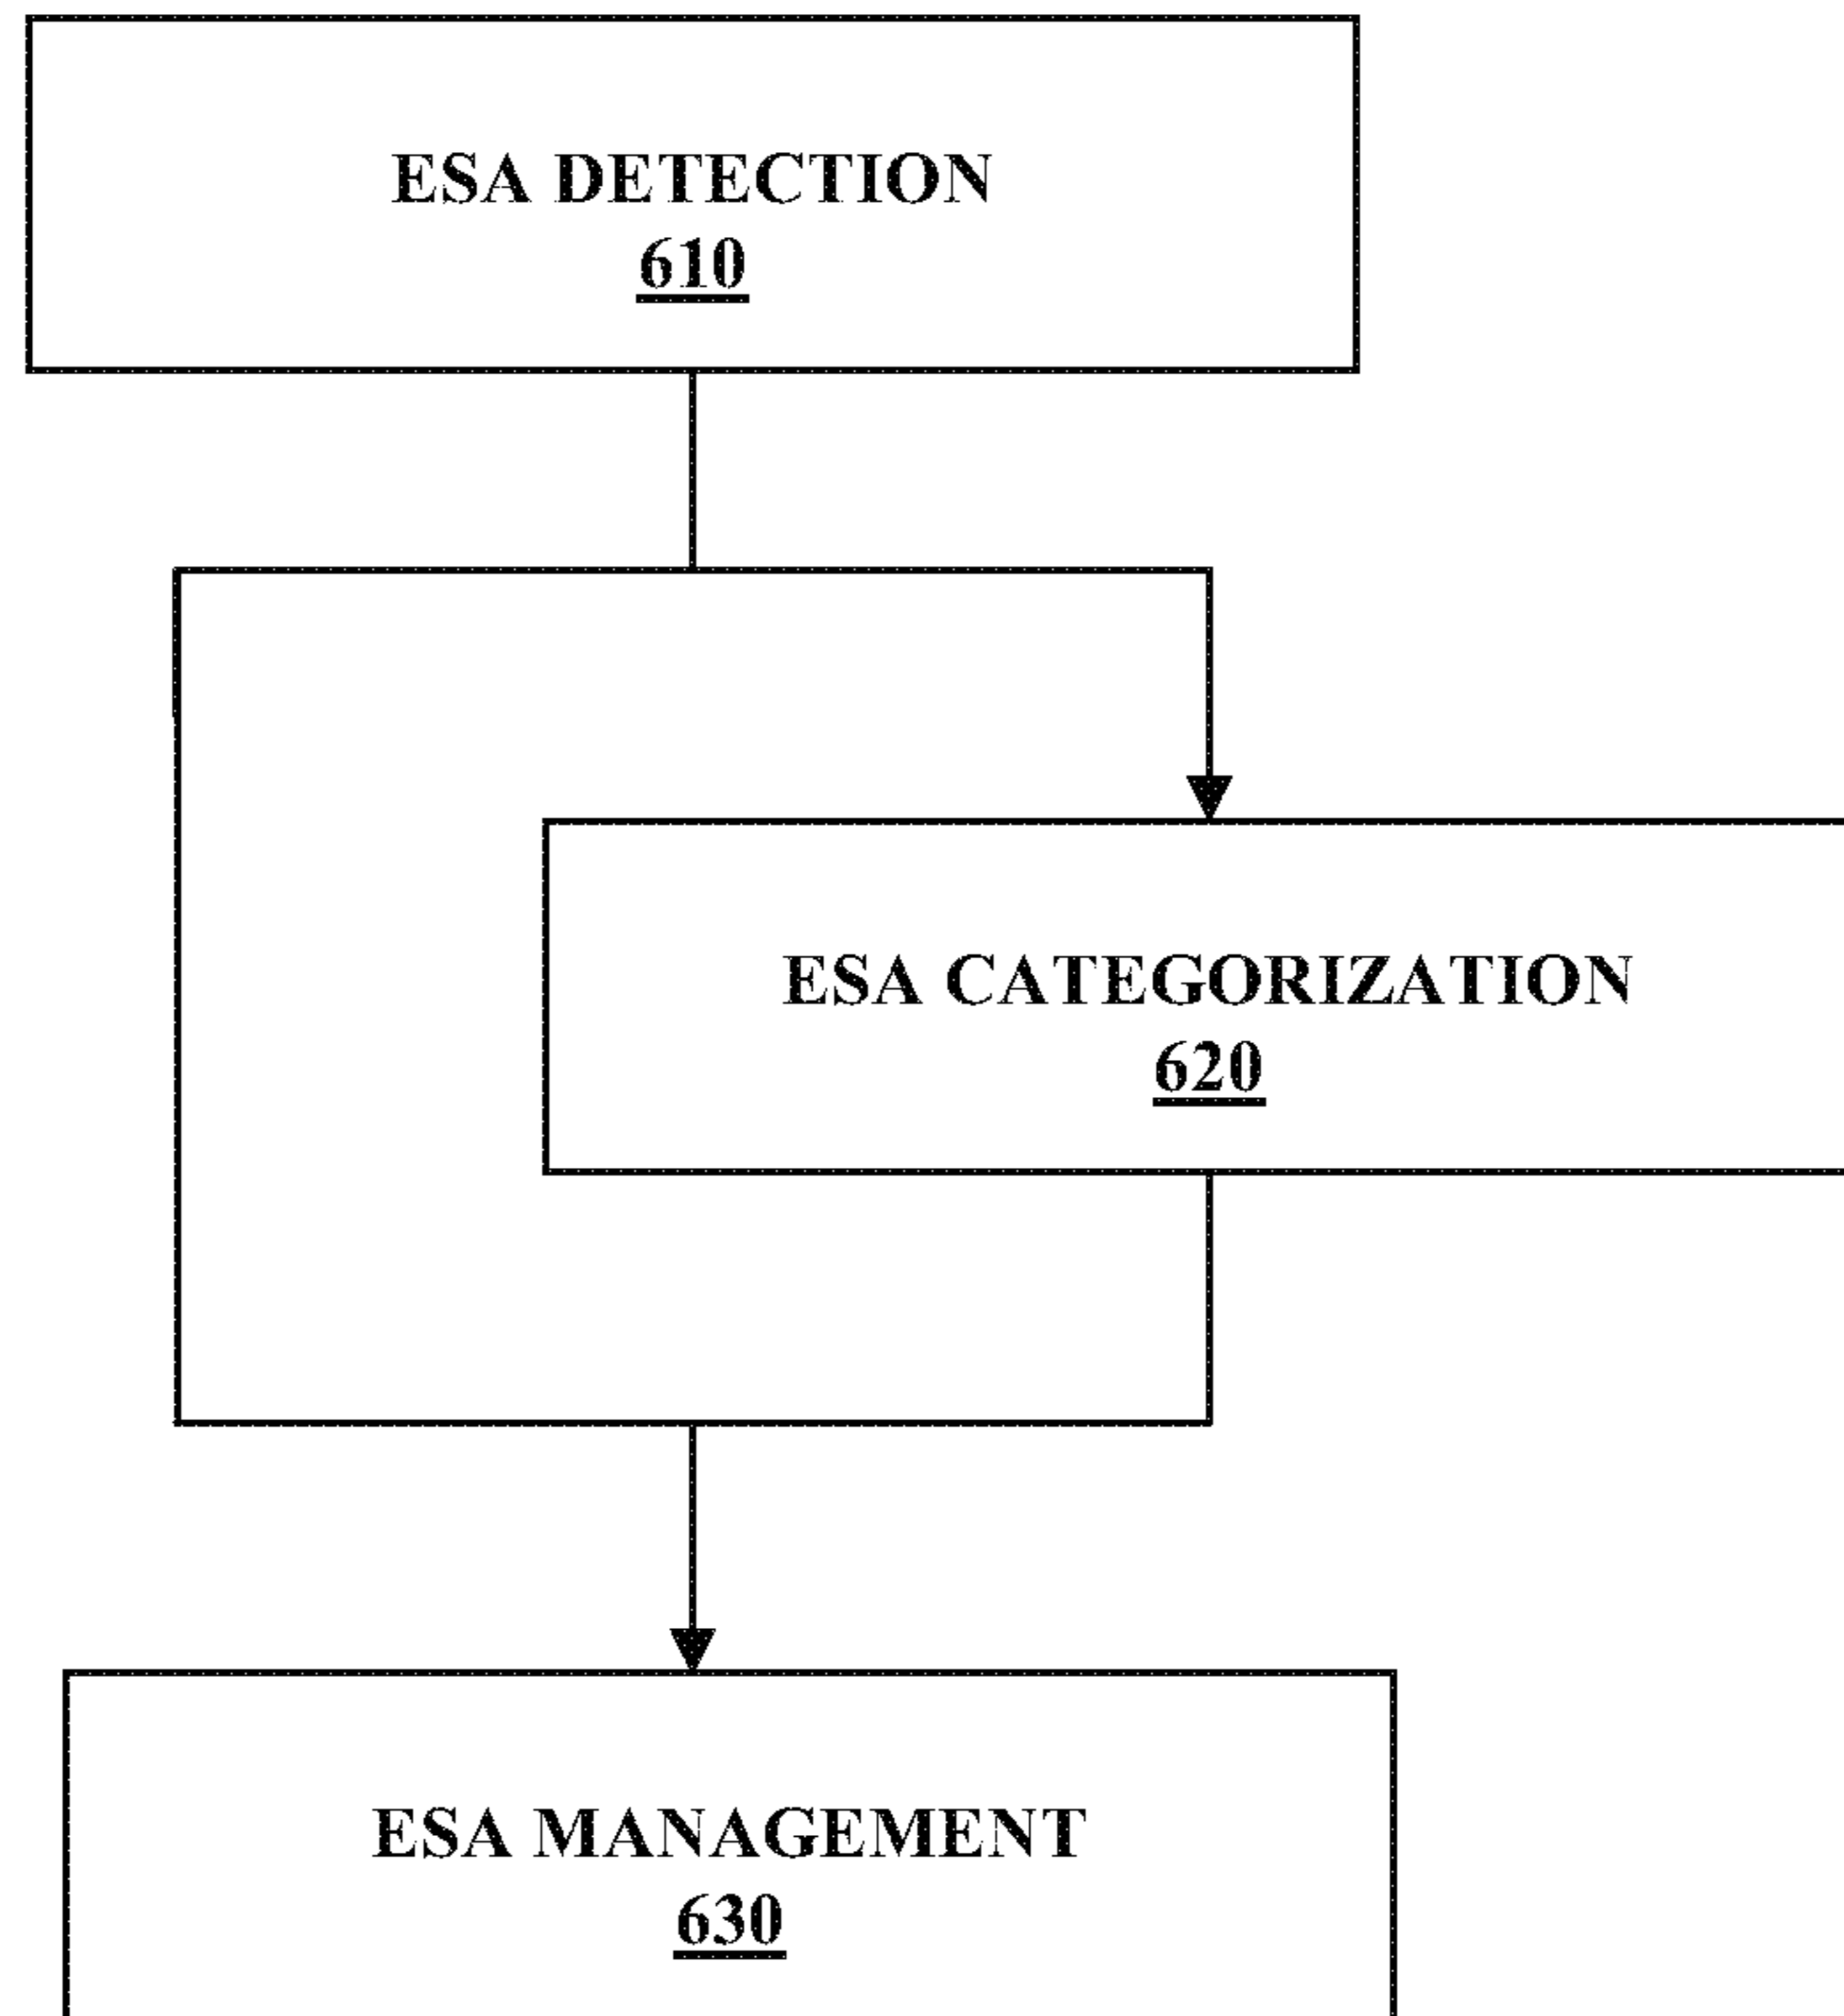 ESA DETECTION
610
ESA CATEGORIZATION
620
ESA MANAGEMENT
630